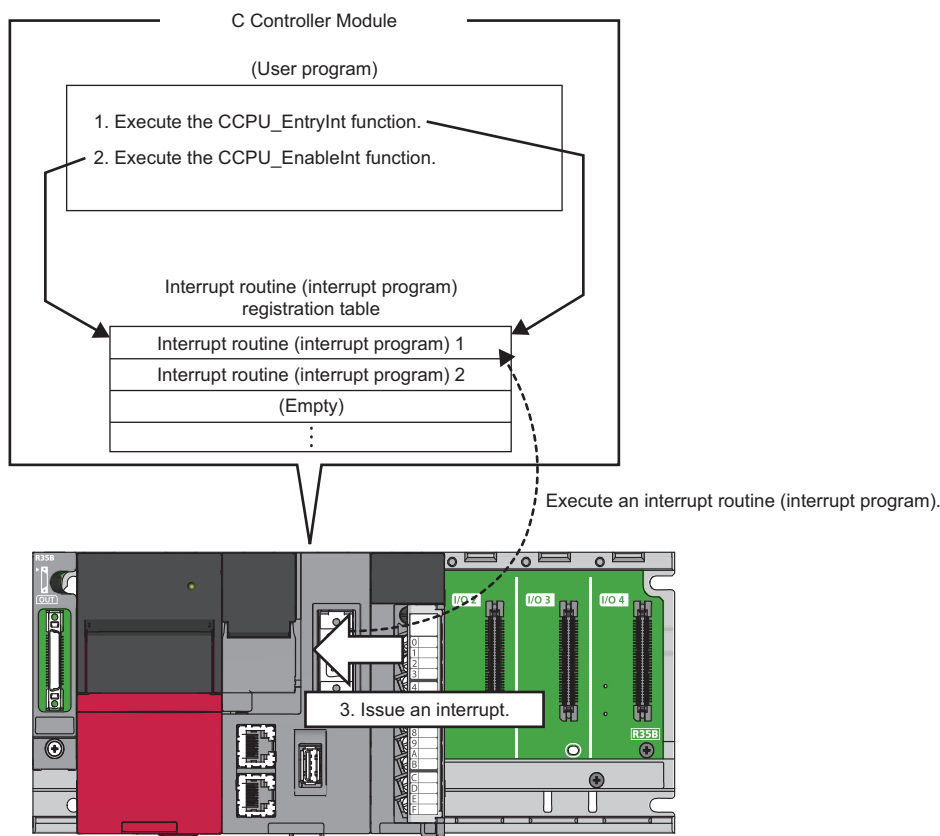 C Controller Module
(User program)
1. Execute the CCPU_EntryInt function.
2. Execute the CCPU_EnableInt function.
Interrupt routine (interrupt program)
registration table
Interrupt routine (interrupt program) 1
Interrupt routine (interrupt program) 2
(Empty)
Execute an interrupt routine (interrupt program).
R35B
OUT
I/O 2
I/O 3
I/O 4
0
1
2
3
4
3. Issue an interrupt.
8
9
A
B
C
D
E
F
R35B